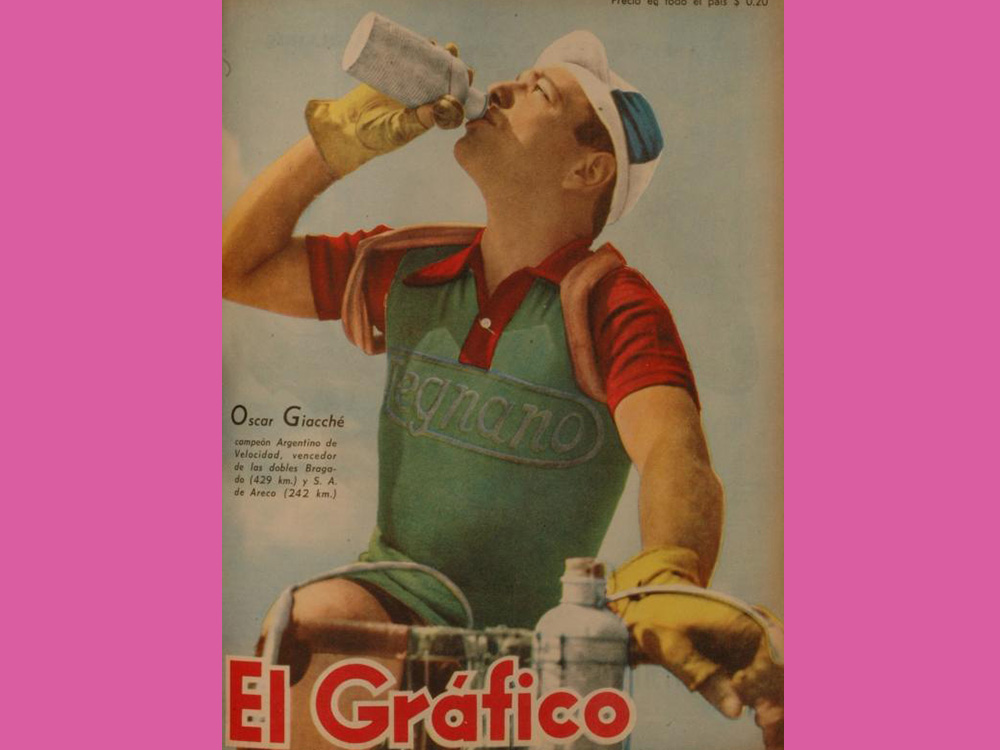 Precio en todo el país $ 0.20
Legnano
Oscar Giacché
campeón Argentino de
Velocidad, vencedor
de las dobles Braga-
do (429 km.) y S. A.
de Areco (242 km.)
El Gráfico